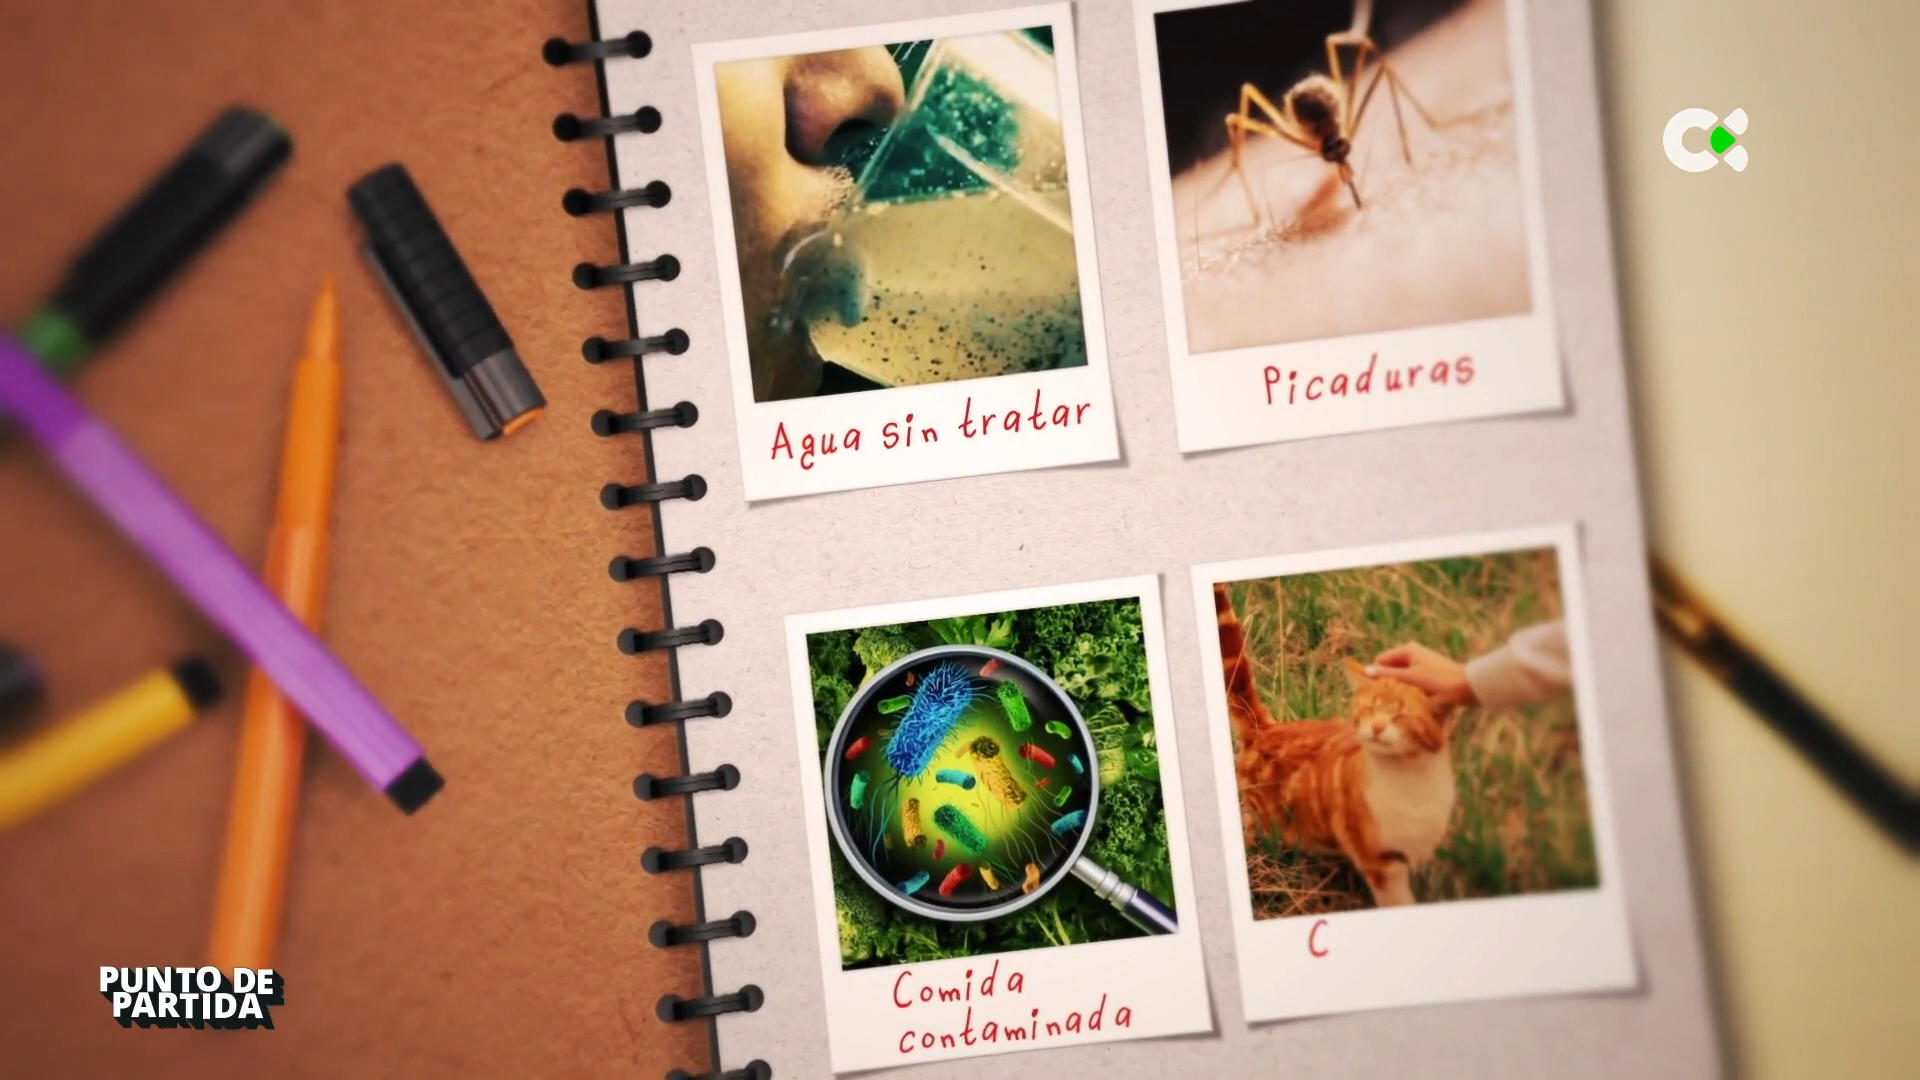 Agua sin tratar
Picaduras
Comida
contaminada
C
PUNTO DE
PARTIDA